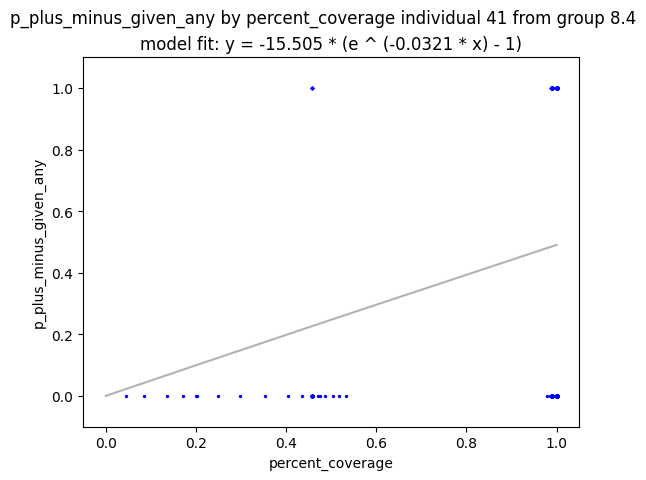 p_plus_minus_given_any by percent_coverage individual 41 from group 8.4
model fit: y = -15.505 * (e ^ (-0.0321 * x) - 1)
1.0
0.8
0.6
0.4
0.2
0.0
p_plus_minus_given_any
0.0 0.2 0.4 0.6 0.8 1.0
percent_coverage